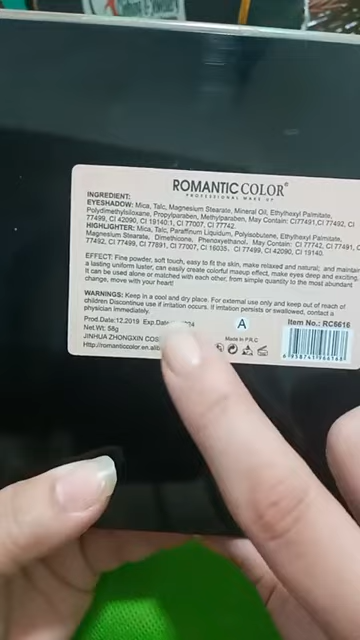 ROMANTIC COLOR®
PROFESSIONAL MAKE UP
INGREDIENT:
EYESHADOW: Mica, Talc, Magnesium Stearate, Mineral Oil, Ethylhexyl Palmitate,
Polydimethylsiloxane, Propylparaben, Methylparaben, May Contain: CI77491, CI 77492, CI
77499, CI 42090, CI 19140:1, CI 77007, CI 77742.
HIGHLIGHTER: Mica, Talc, Paraffinum Liquidum, Polyisobutene, Ethylhexyl Palmitate,
Magnesium Stearate, Dimethicone, Phenoxyethanol. May Contain: CI 77742, CI 77491, C
77492, CI 77499, CI 77891, CI 77007, CI 16035, CI 77499, CI 42090, CI 19140.
EFFECT: Fine powder, soft touch, easy to fit the skin, make relaxed and natural; and maintain
a lasting uniform luster, can easily create colorful makeup effect, make eyes deep and exciting.
It can be used alone or matched with each other, from simple quantity to the most abundant
change, move your heart!
WARNINGS: Keep in a cool and dry place. For external use only and keep out of reach of
children Discontinue use if irritation occurs. If irritation persists or swallowed, contact a
physician immediately.
Prod.Data:12,2019 Exp.Data:
Net.Wt: 58g
JINHUA ZHONGXIN COS
Http://romanticcolor.en.alib
A
Made in P.R.C
Item No.: RC6616
6 958741 966168